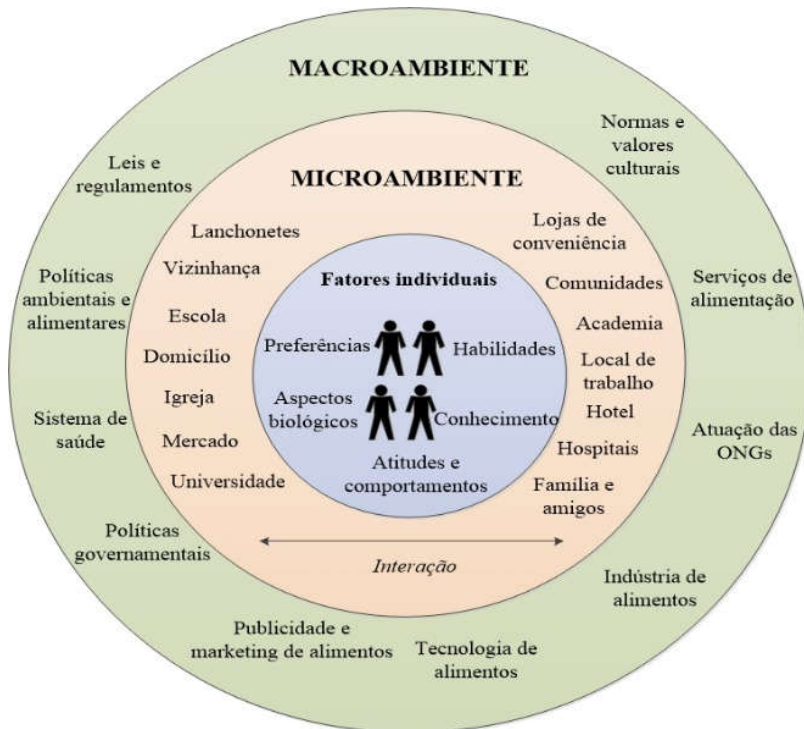 MACROAMBIENTE
Normas e
valores
culturais
Leis e
regulamentos
MICROAMBIENTE
Lanchonetes
Lojas de
conveniência
Vizinhança
Fatores individuais
Comunidades
Políticas
ambientais e
alimentares
Serviços de
alimentação
Escola
Academia
Preferências
Habilidades
Domicílio
Local de
trabalho
Igreja
Aspectos
biológicos
Conhecimento
Hotel
Sistema de
saúde
Mercado
Atuação das
ONGs
Hospitais
Atitudes e
comportamentos
Universidade
Família e
amigos
Políticas
governamentais
Interação
Indústria de
alimentos
Publicidade e
marketing de alimentos
Tecnologia de
alimentos